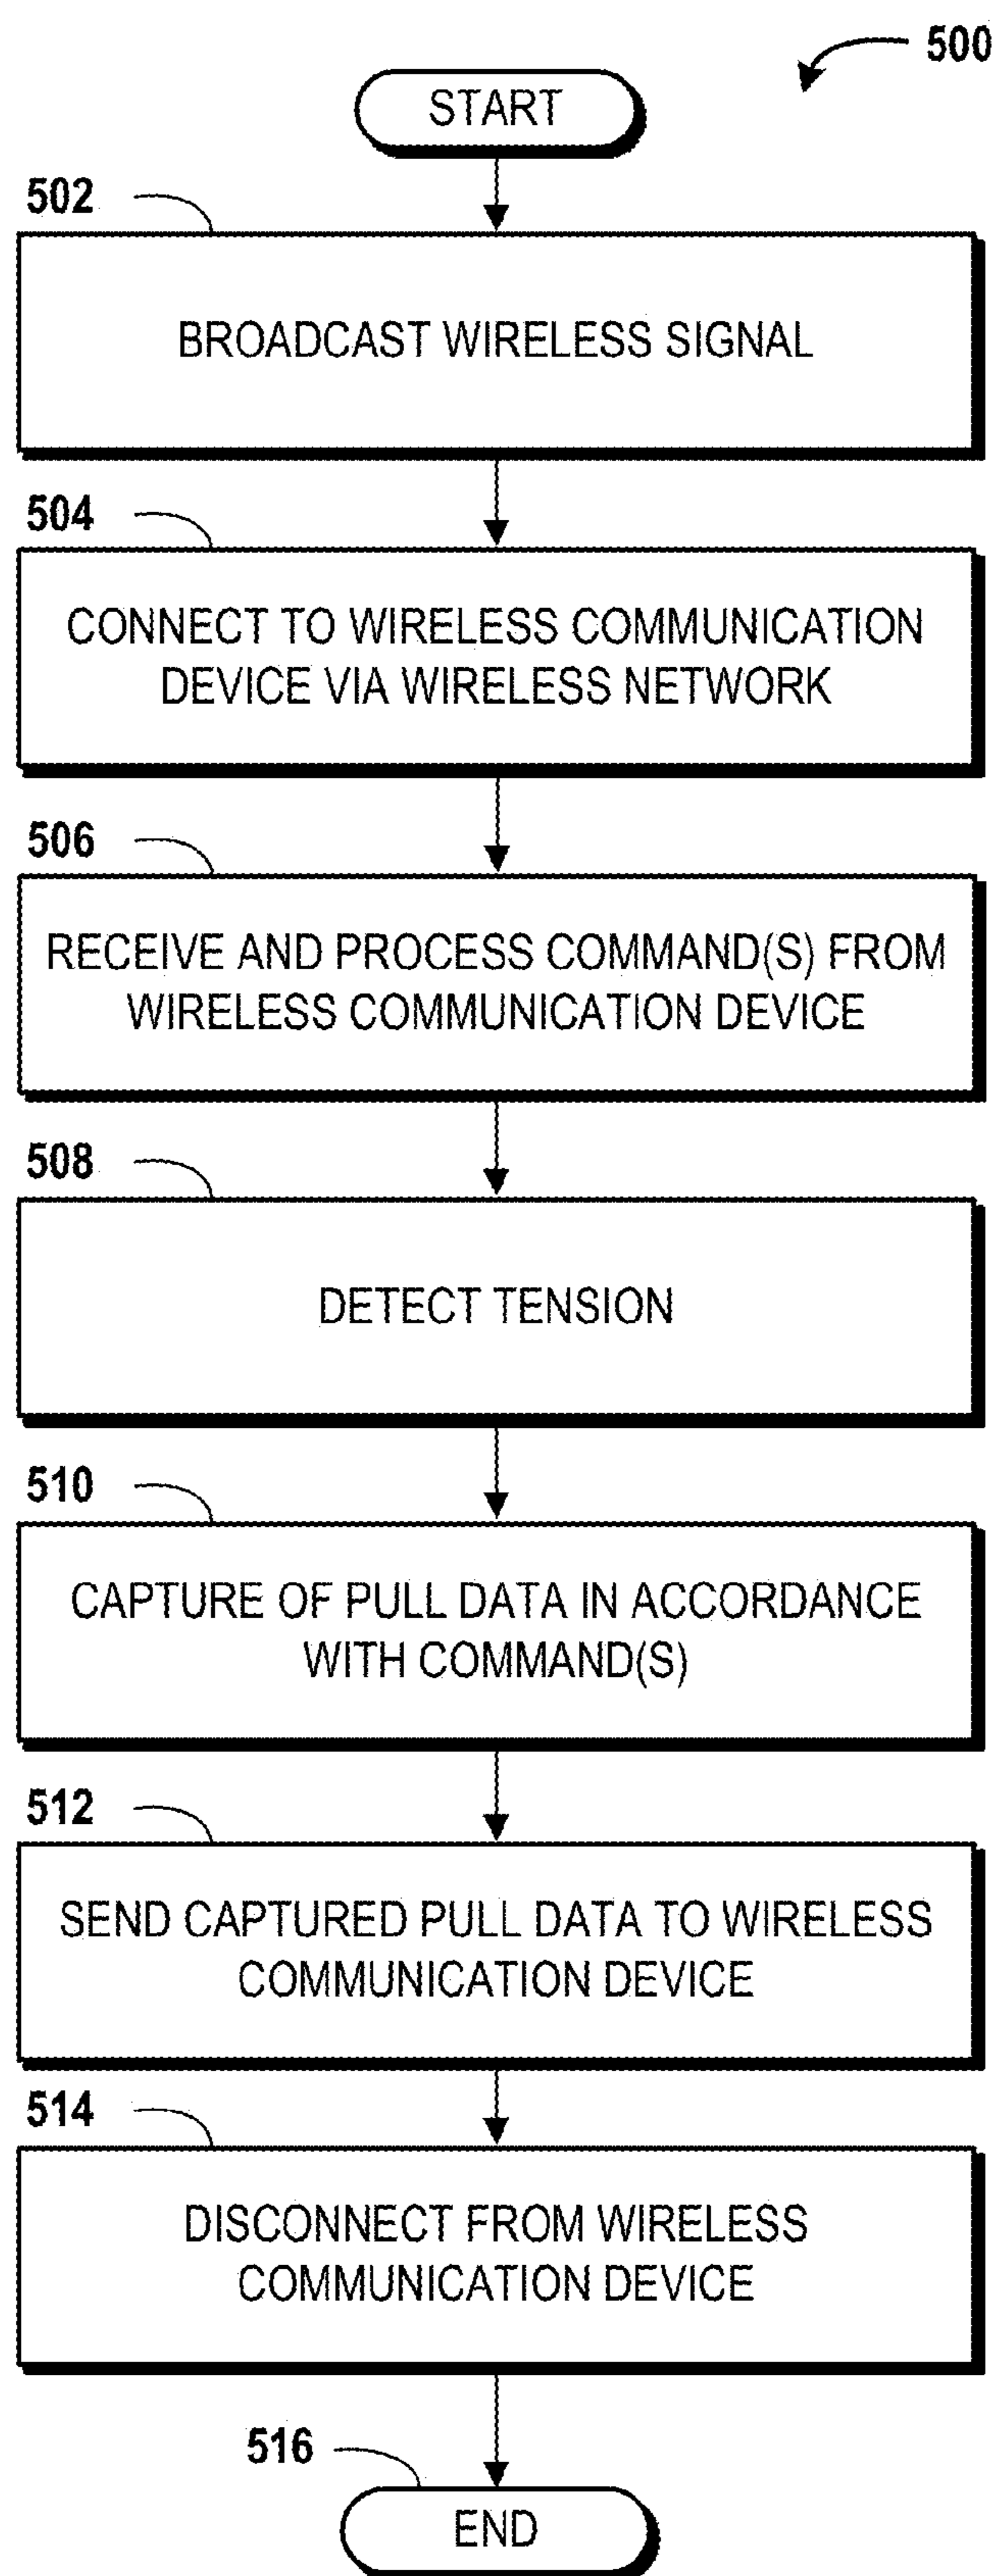 500
START
502
BROADCAST WIRELESS SIGNAL
504
CONNECT TO WIRELESS COMMUNICATION
DEVICE VIA WIRELESS NETWORK
506
RECEIVE AND PROCESS COMMAND(S) FROM
WIRELESS COMMUNICATION DEVICE
508
DETECT TENSION
510
CAPTURE OF PULL DATA IN ACCORDANCE
WITH COMMAND(S)
512
SEND CAPTURED PULL DATA TO WIRELESS
COMMUNICATION DEVICE
514
DISCONNECT FROM WIRELESS
COMMUNICATION DEVICE
516
END